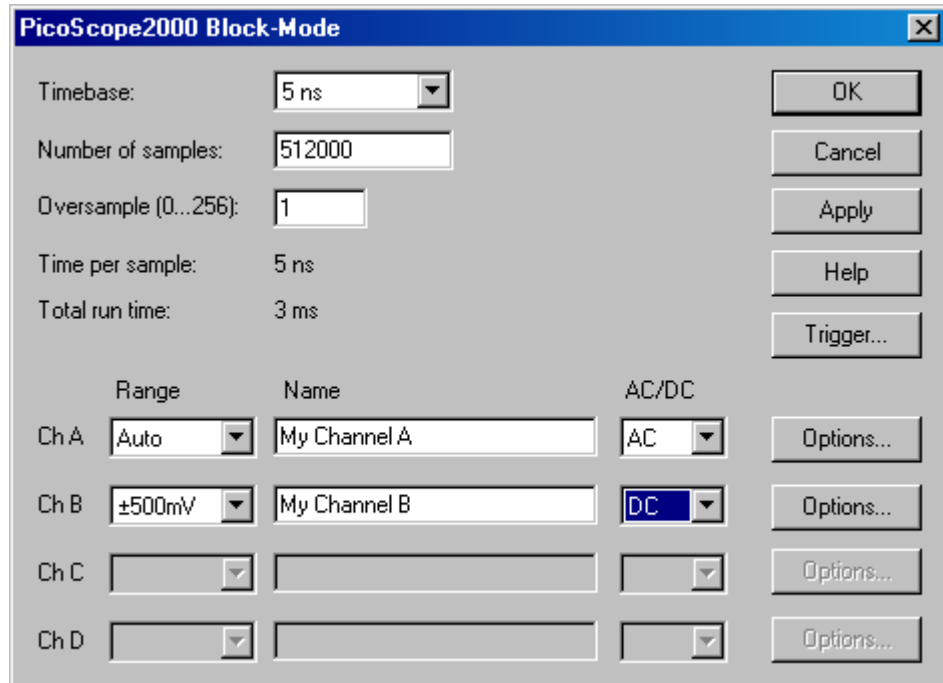 PicoScope2000 Block-Mode
Timebase: 5 ns OK
Number of samples: 512000 Cancel
Oversample (0...256): 1 Apply
Time per sample: 5 ns Help
Total run time: 3 ms
Trigger...
Range Name AC/DC
Ch A Auto My Channel A AC Options...
Ch B ±500mV My Channel B DC Options...
Ch C Options...
Ch D Options...